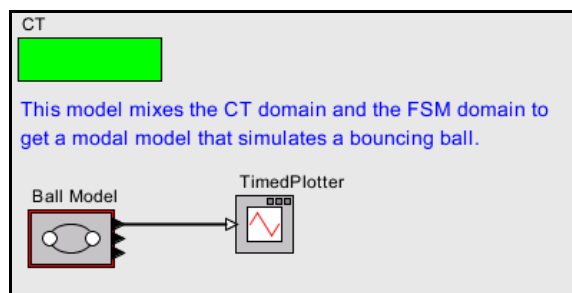 CT
This model mixes the CT domain and the FSM domain to
get a modal model that simulates a bouncing ball.
TimedPlotter
Ball Model